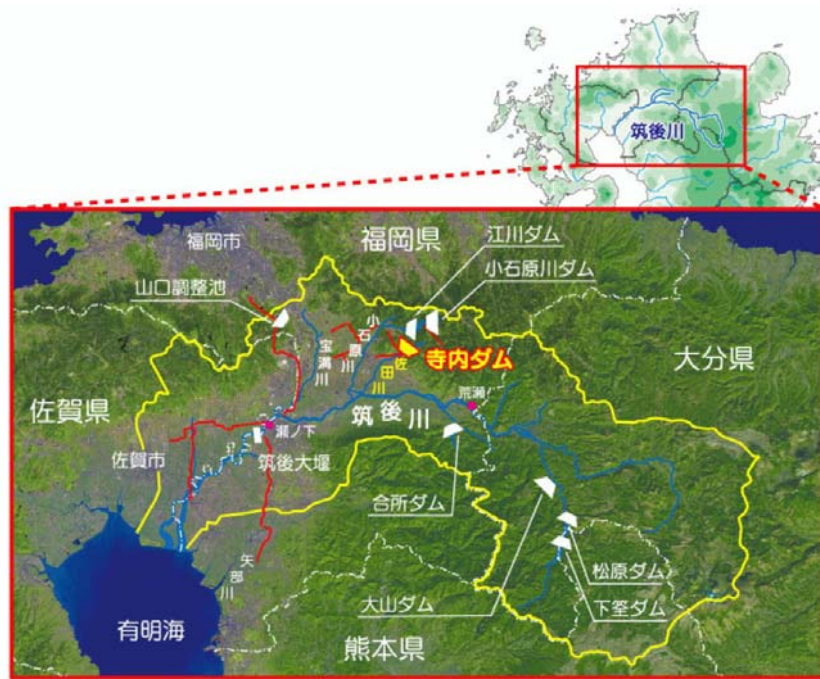 筑後川
福岡市
福岡県
江川ダム
小石原川ダム
山口調整池
宝満川
小石原川
佐田川
寺内ダム
大分県
佐賀県
荒瀬
筑後川
瀬ノ下
佐賀市
筑後大堰
合所ダム
矢部川
松原ダム
大山ダム
下筌ダム
有明海
熊本県